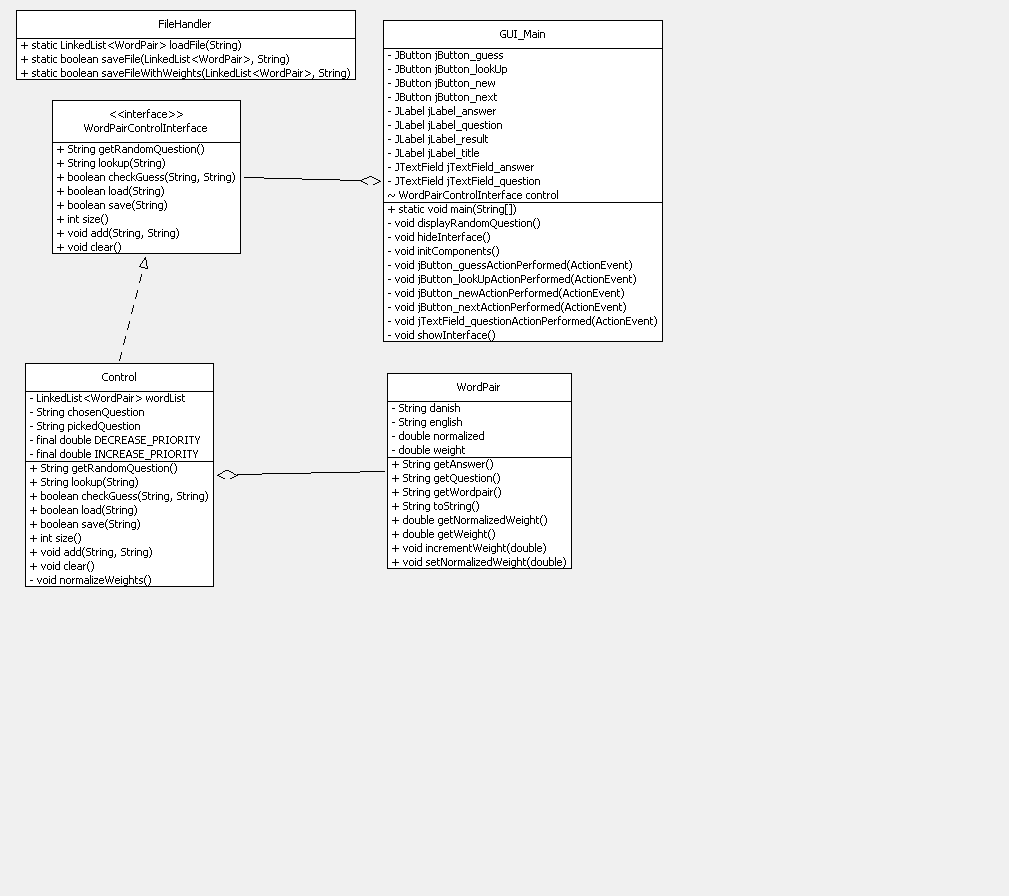 FileHandler
+ static LinkedList<WordPair> loadFile(String)
+ static boolean saveFile(LinkedList<WordPair>, String)
+ static boolean saveFileWithWeights(LinkedList<WordPair>, String)
GUI_Main
- JButton jButton_guess
- JButton jButton_lookUp
- JButton jButton_new
- JButton jButton_next
- JLabel jLabel_answer
- JLabel jLabel_question
- JLabel jLabel_result
- JLabel jLabel_title
- JTextField jTextField_answer
- JTextField jTextField_question
~ WordPairControlInterface control
+ static void main(String[])
- void displayRandomQuestion()
- void hideInterface()
- void initComponents()
- void jButton_guessActionPerformed(ActionEvent)
- void jButton_lookUpActionPerformed(ActionEvent)
- void jButton_newActionPerformed(ActionEvent)
- void jButton_nextActionPerformed(ActionEvent)
- void jTextField_questionActionPerformed(ActionEvent)
- void showInterface()
<<interface>>
WordPairControlInterface
+ String getRandomQuestion()
+ String lookup(String)
+ boolean checkGuess(String, String)
+ boolean load(String)
+ boolean save(String)
+ int size()
+ void add(String, String)
+ void clear()
Control
- LinkedList<WordPair> wordList
- String chosenQuestion
- String pickedQuestion
- final double DECREASE_PRIORITY
- final double INCREASE_PRIORITY
+ String getRandomQuestion()
+ String lookup(String)
+ boolean checkGuess(String, String)
+ boolean load(String)
+ boolean save(String)
+ int size()
+ void add(String, String)
+ void clear()
- void normalizeWeights()
WordPair
- String danish
- String english
- double normalized
- double weight
+ String getAnswer()
+ String getQuestion()
+ String getWordpair()
+ String toString()
+ double getNormalizedWeight()
+ double getWeight()
+ void incrementWeight(double)
+ void setNormalizedWeight(double)